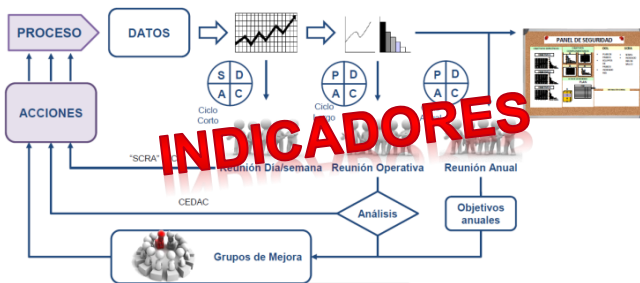 PROCESO
DATOS
PANEL DE SEGURIDAD
S D
A C
P D
A C
P D
A C
ACCIONES
Ciclo
Corto
Ciclo
INDICADORES
"SCRA"
Reunión Día/semana
Reunión Operativa
Reunión Anual
CEDAC
Análisis
Objetivos
anuales
Grupos de Mejora